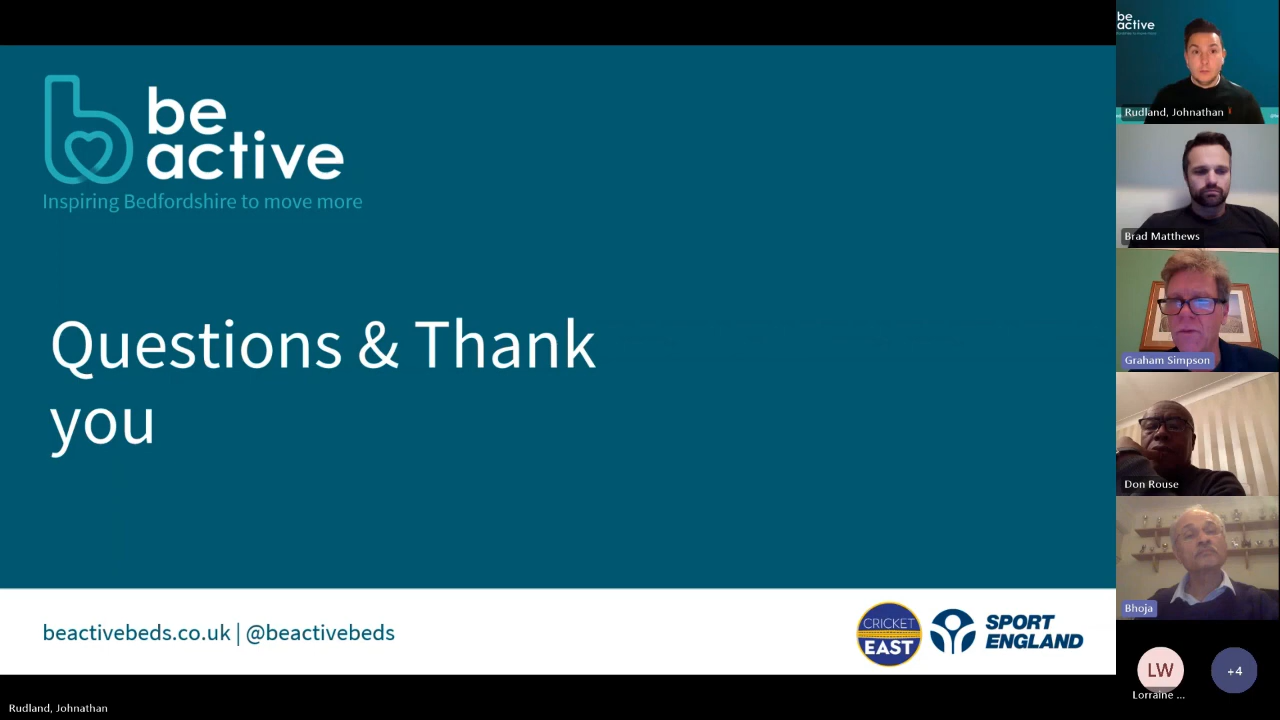 be
active
Inspiring Bedfordshire to move more
Questions & Thank
you
beactivebeds.co.uk | @beactivebeds
CRICKET
EAST
SPORT
ENGLAND
Rudland, Johnathan
be
active
Rudland, Johnathan
Brad Matthews
Graham Simpson
Don Rouse
Bhoja
LW
+4
Lorraine ...